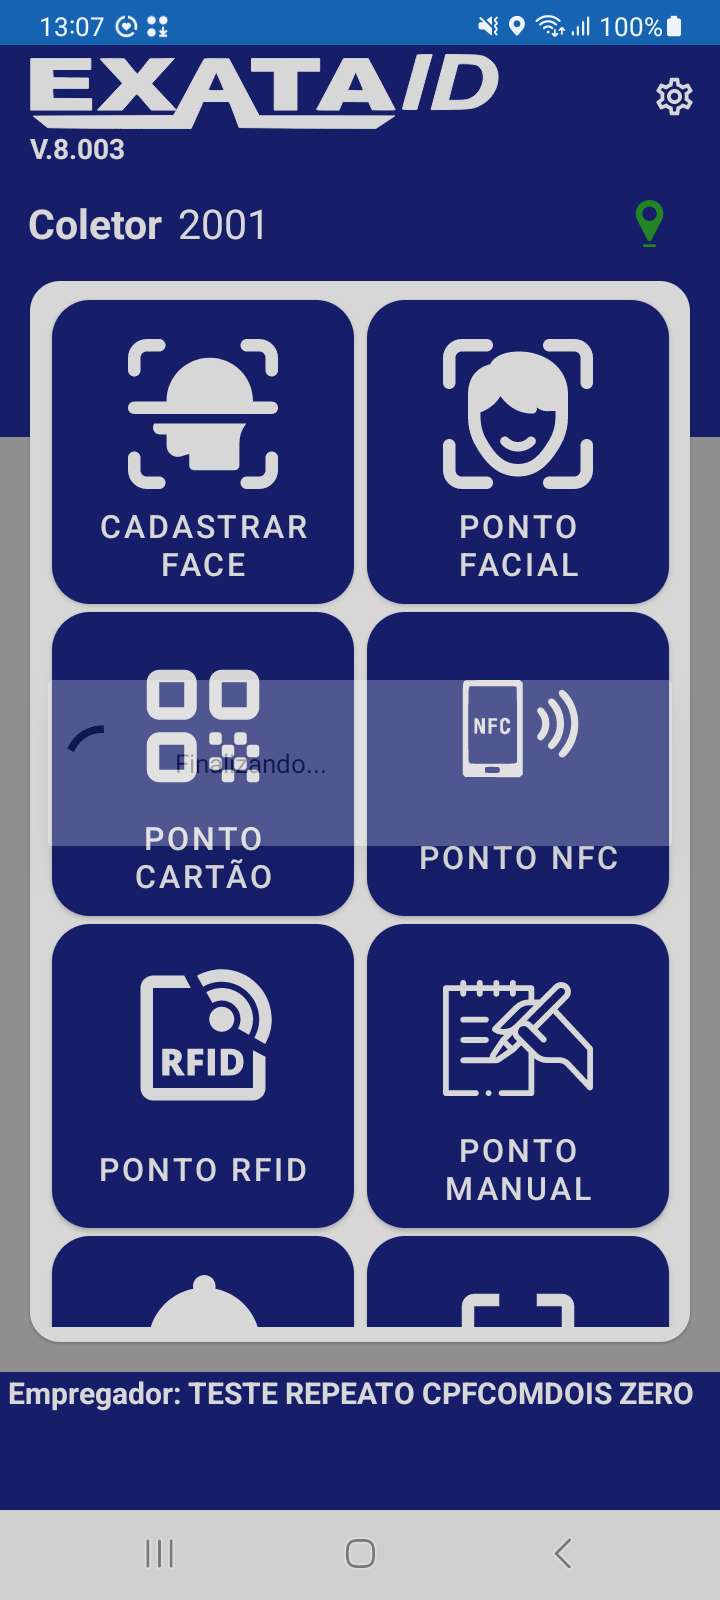 13:07
100%
EXATAID
V.8.003
Coletor 2001
CADASTRAR
FACE
PONTO
FACIAL
NFC
Finalizando...
PONTO
CARTÃO
PONTO NFC
RFID
PONTO RFID
PONTO
MANUAL
Empregador: TESTE REPEATO CPFCOMDOIS ZERO